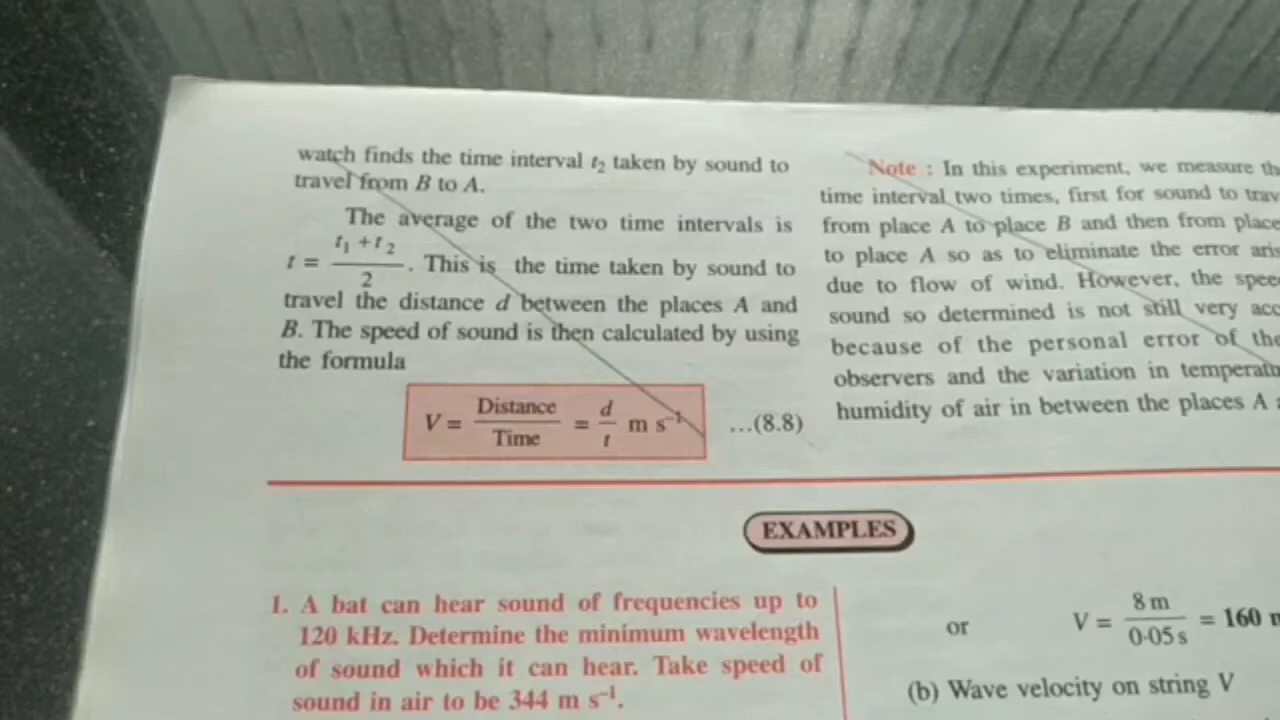 watch finds the time interval t₂ taken by sound to
travel from B to A.
The average of the two time intervals is
t = (t₁ + t₂)/2 . This is the time taken by sound to
travel the distance d between the places A and
B. The speed of sound is then calculated by using
the formula
V = Distance/Time = d/t m s⁻¹ ...(8.8)
Note : In this experiment, we measure
time interval two times, first for sound to
from place A to place B and then from place
to place A so as to eliminate the error
due to flow of wind. However, the
sound so determined is not still very
because of the personal error of
observers and the variation in
humidity of air in between the places A
EXAMPLES
1. A bat can hear sound of frequencies up to
120 kHz. Determine the minimum wavelength
of sound which it can hear. Take speed of
sound in air to be 344 m s⁻¹.
or V = 8 m/0·05 s = 160
(b) Wave velocity on string V